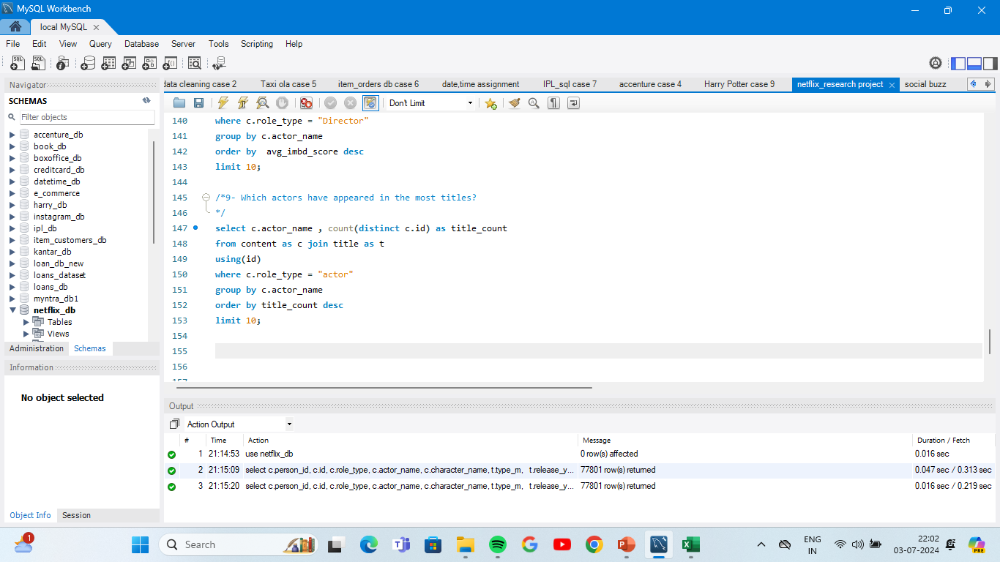 MySQL Workbench
local MySQL
File Edit View Query Database Server Tools Scripting Help
Navigator
SCHEMAS
Filter objects
accenture_db
book_db
boxoffice_db
creditcard_db
datetime_db
e_commerce
harry_db
instagram_db
ipl_db
item_customers_db
kantar_db
loan_db_new
loans_dataset
loans_db
myntra_db1
netflix_db
Tables
Views
Administration Schemas
Information
No object selected
Object Info Session
data cleaning case 2 Taxi ola case 5 item_orders db case 6 date,time assignment IPL_sql case 7 accenture case 4 Harry Potter case 9 netflix_research project social buzz
Don't Limit
140 where c.role_type = "Director"
141 group by c.actor_name
142 order by avg_imbd_score desc
143 limit 10;
144
145 /*9- Which actors have appeared in the most titles?
146 */
147 select c.actor_name , count(distinct c.id) as title_count
148 from content as c join title as t
149 using(id)
150 where c.role_type = "actor"
151 group by c.actor_name
152 order by title_count desc
153 limit 10;
154
155
156
157
Output
Action Output
# Time Action Message Duration / Fetch
1 21:14:53 use netflix_db 0 row(s) affected 0.016 sec
2 21:15:09 select c.person_id, c.id, c.role_type, c.actor_name, c.character_name, t.type_m, t.release_y... 77801 row(s) returned 0.047 sec / 0.313 sec
3 21:15:20 select c.person_id, c.id, c.role_type, c.actor_name, c.character_name, t.type_m, t.release_y... 77801 row(s) returned 0.016 sec / 0.219 sec
1
Search
ENG
IN
22:02
03-07-2024
PRE